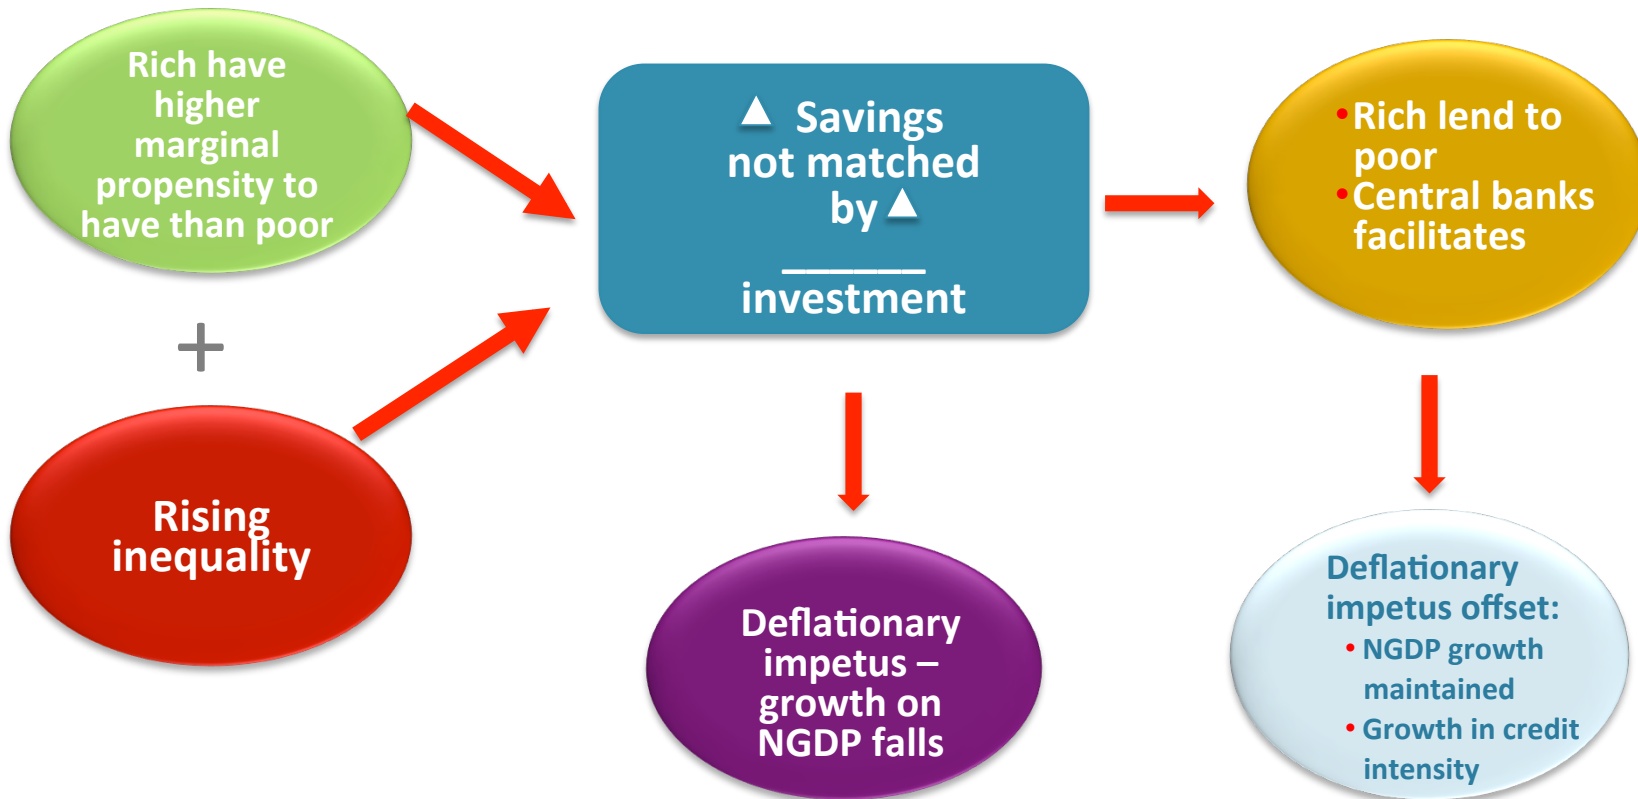 Rich have
higher
marginal
propensity to
have than poor
+
Rising
inequality
▲ Savings
not matched
by ▲
______
investment
•Rich lend to
poor
•Central banks
facilitates
Deflationary
impetus –
growth on
NGDP falls
Deflationary
impetus offset:
• NGDP growth
maintained
• Growth in credit
intensity